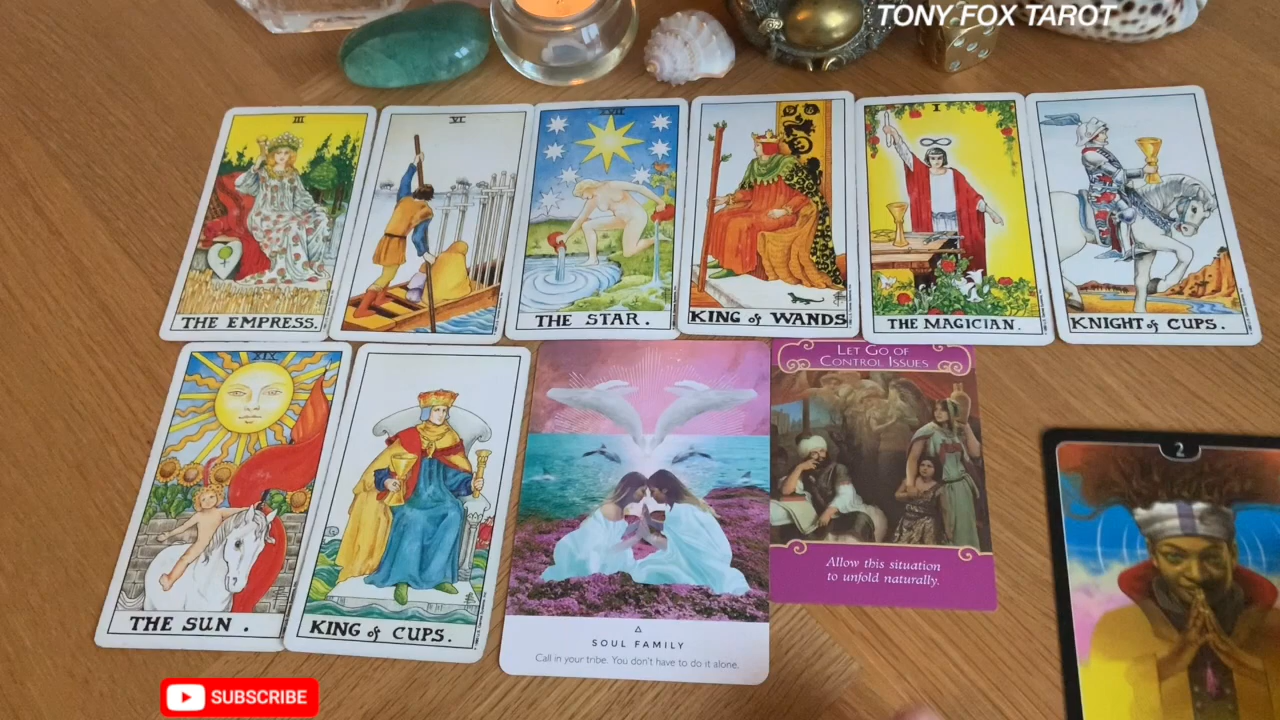 TONY FOX TAROT
III
VI
XVII
I
THE EMPRESS.
THE STAR.
KING of WANDS
THE MAGICIAN.
KNIGHT of CUPS.
XIX
THE SUN .
KING of CUPS.
SOUL FAMILY
Call in your tribe. You don't have to do it alone.
LET GO OF
CONTROL ISSUES
Allow this situation
to unfold naturally.
2
SUBSCRIBE